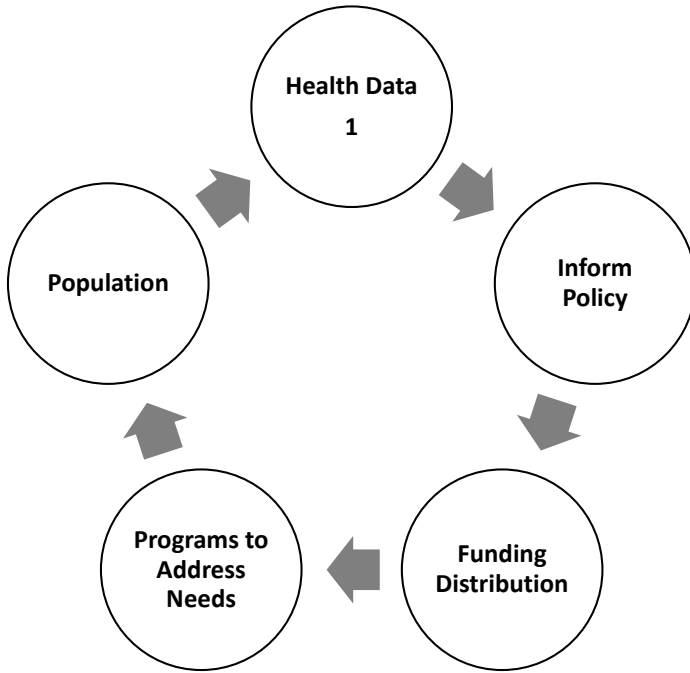 Health Data
1
Inform
Policy
Funding
Distribution
Programs to
Address
Needs
Population